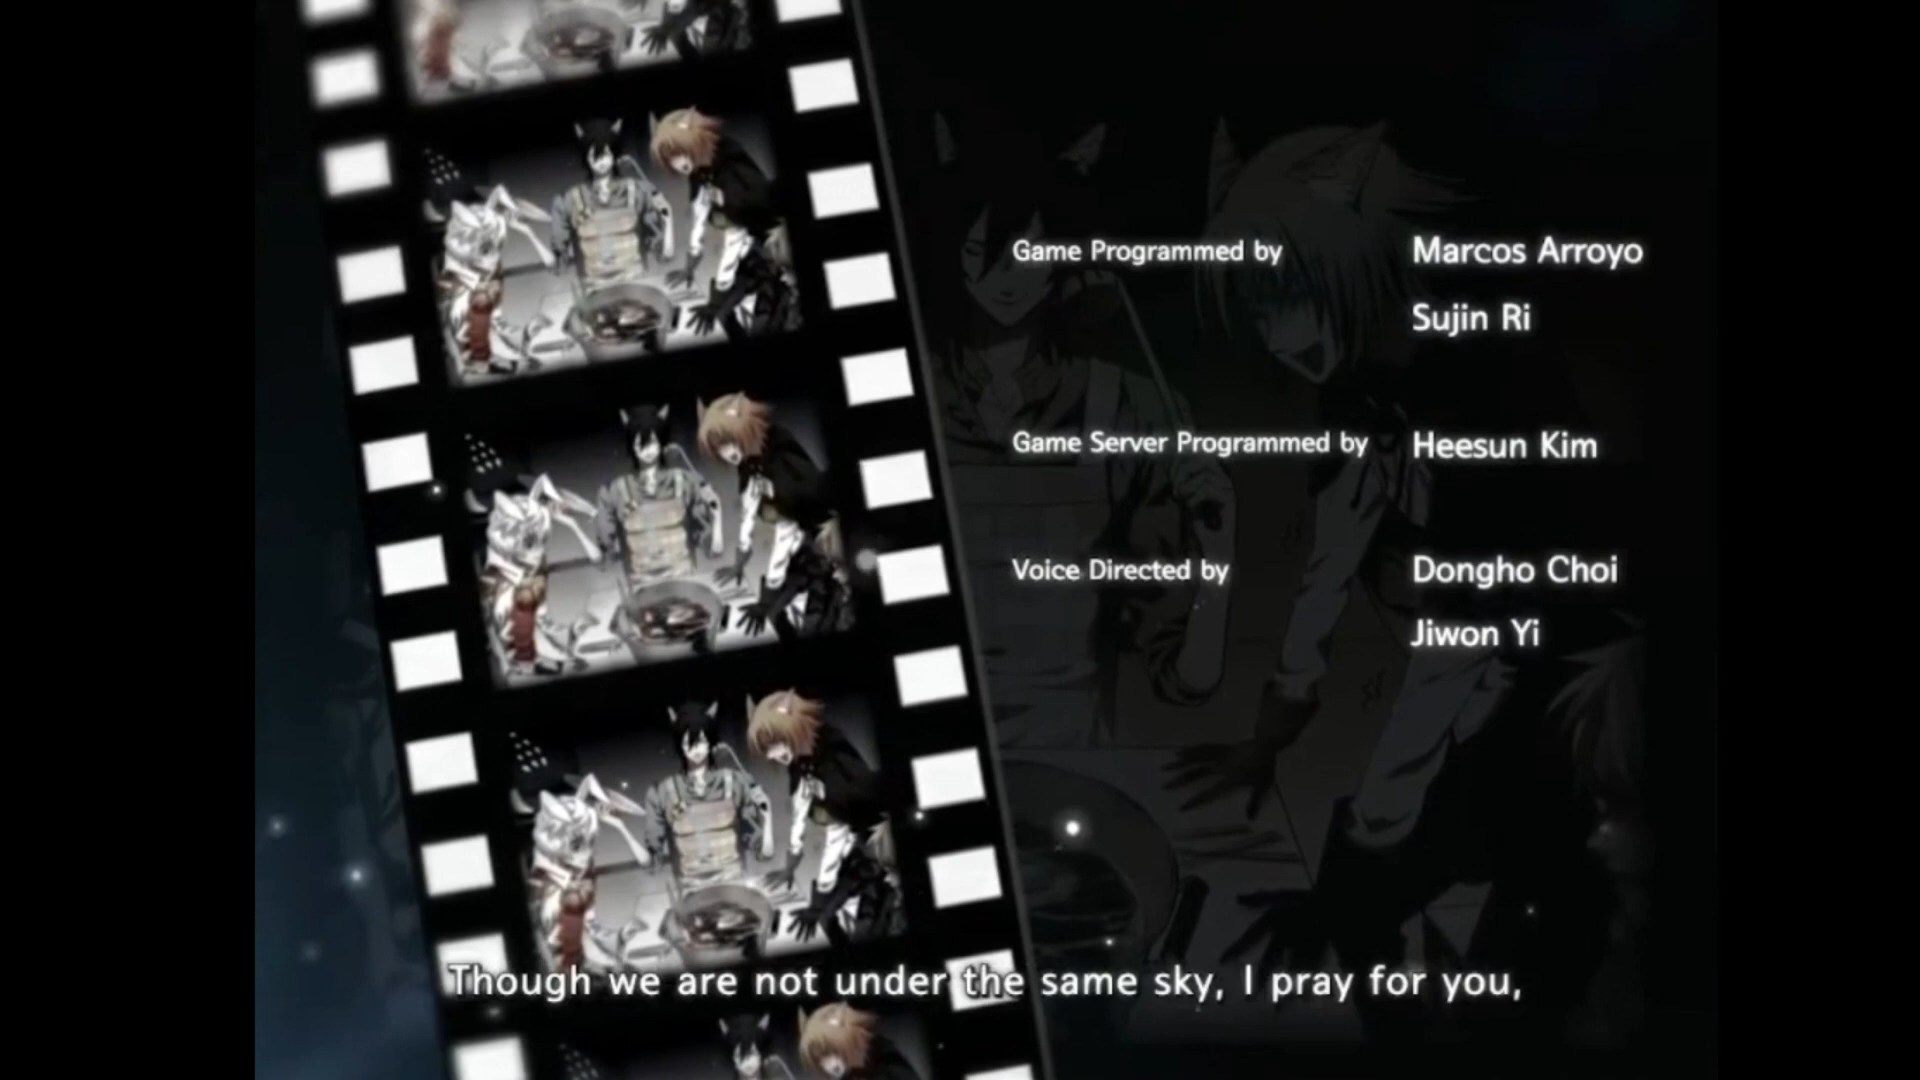 Game Programmed by Marcos Arroyo
Sujin Ri
Game Server Programmed by Heesun Kim
Voice Directed by Dongho Choi
Jiwon Yi
Though we are not under the same sky, I pray for you,